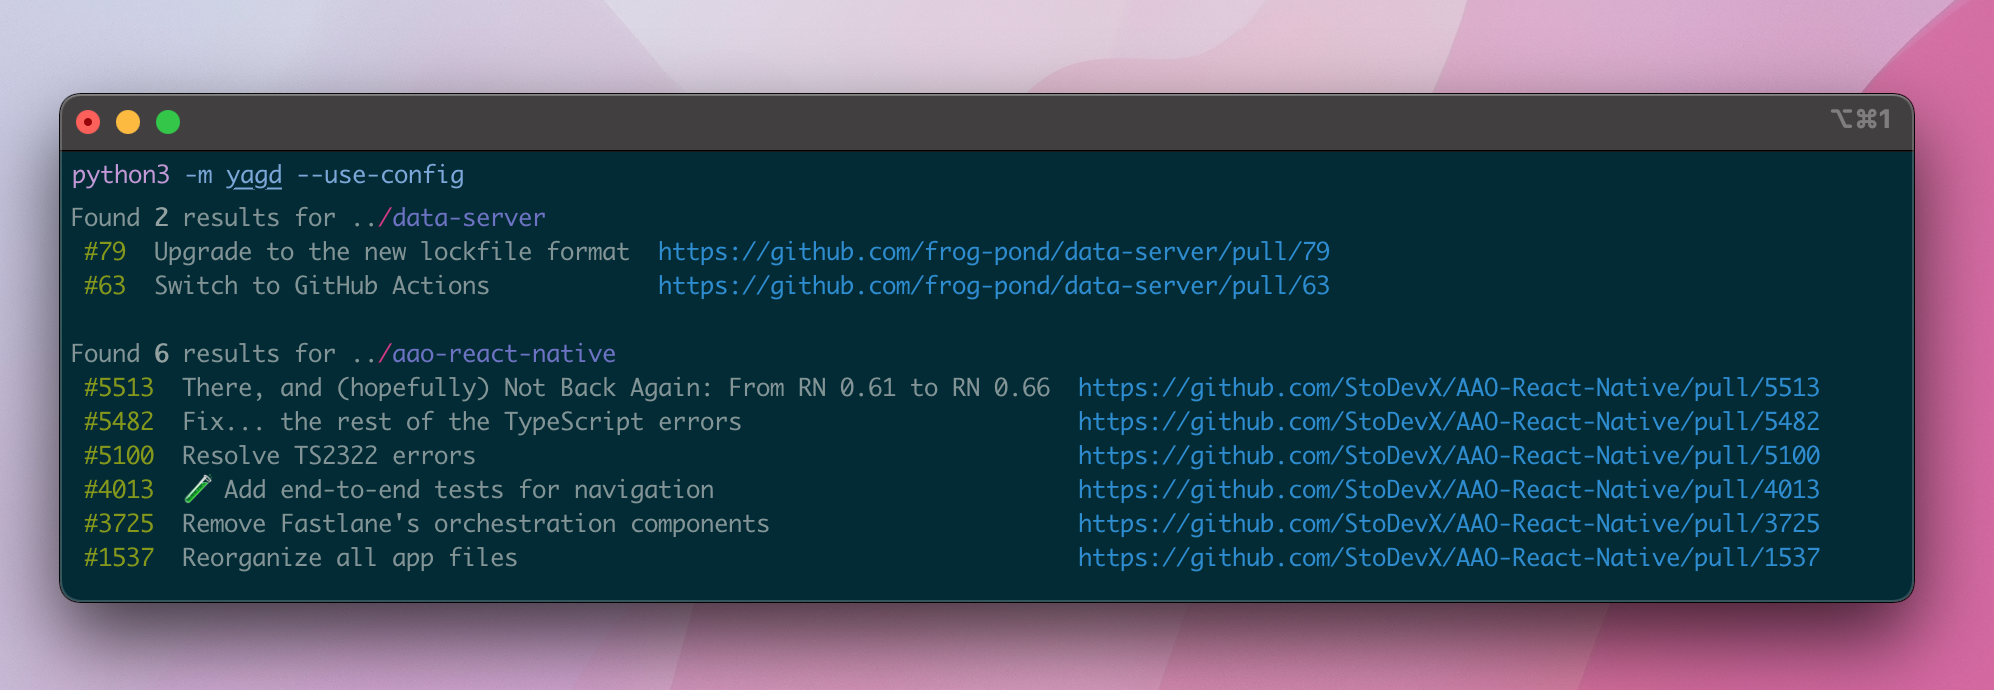 ⌥⌘1
python3 -m yagd --use-config
Found 2 results for ../data-server
#79 Upgrade to the new lockfile format https://github.com/frog-pond/data-server/pull/79
#63 Switch to GitHub Actions https://github.com/frog-pond/data-server/pull/63
Found 6 results for ../aao-react-native
#5513 There, and (hopefully) Not Back Again: From RN 0.61 to RN 0.66 https://github.com/StoDevX/AAO-React-Native/pull/5513
#5482 Fix... the rest of the TypeScript errors https://github.com/StoDevX/AAO-React-Native/pull/5482
#5100 Resolve TS2322 errors https://github.com/StoDevX/AAO-React-Native/pull/5100
#4013 🧪 Add end-to-end tests for navigation https://github.com/StoDevX/AAO-React-Native/pull/4013
#3725 Remove Fastlane's orchestration components https://github.com/StoDevX/AAO-React-Native/pull/3725
#1537 Reorganize all app files https://github.com/StoDevX/AAO-React-Native/pull/1537